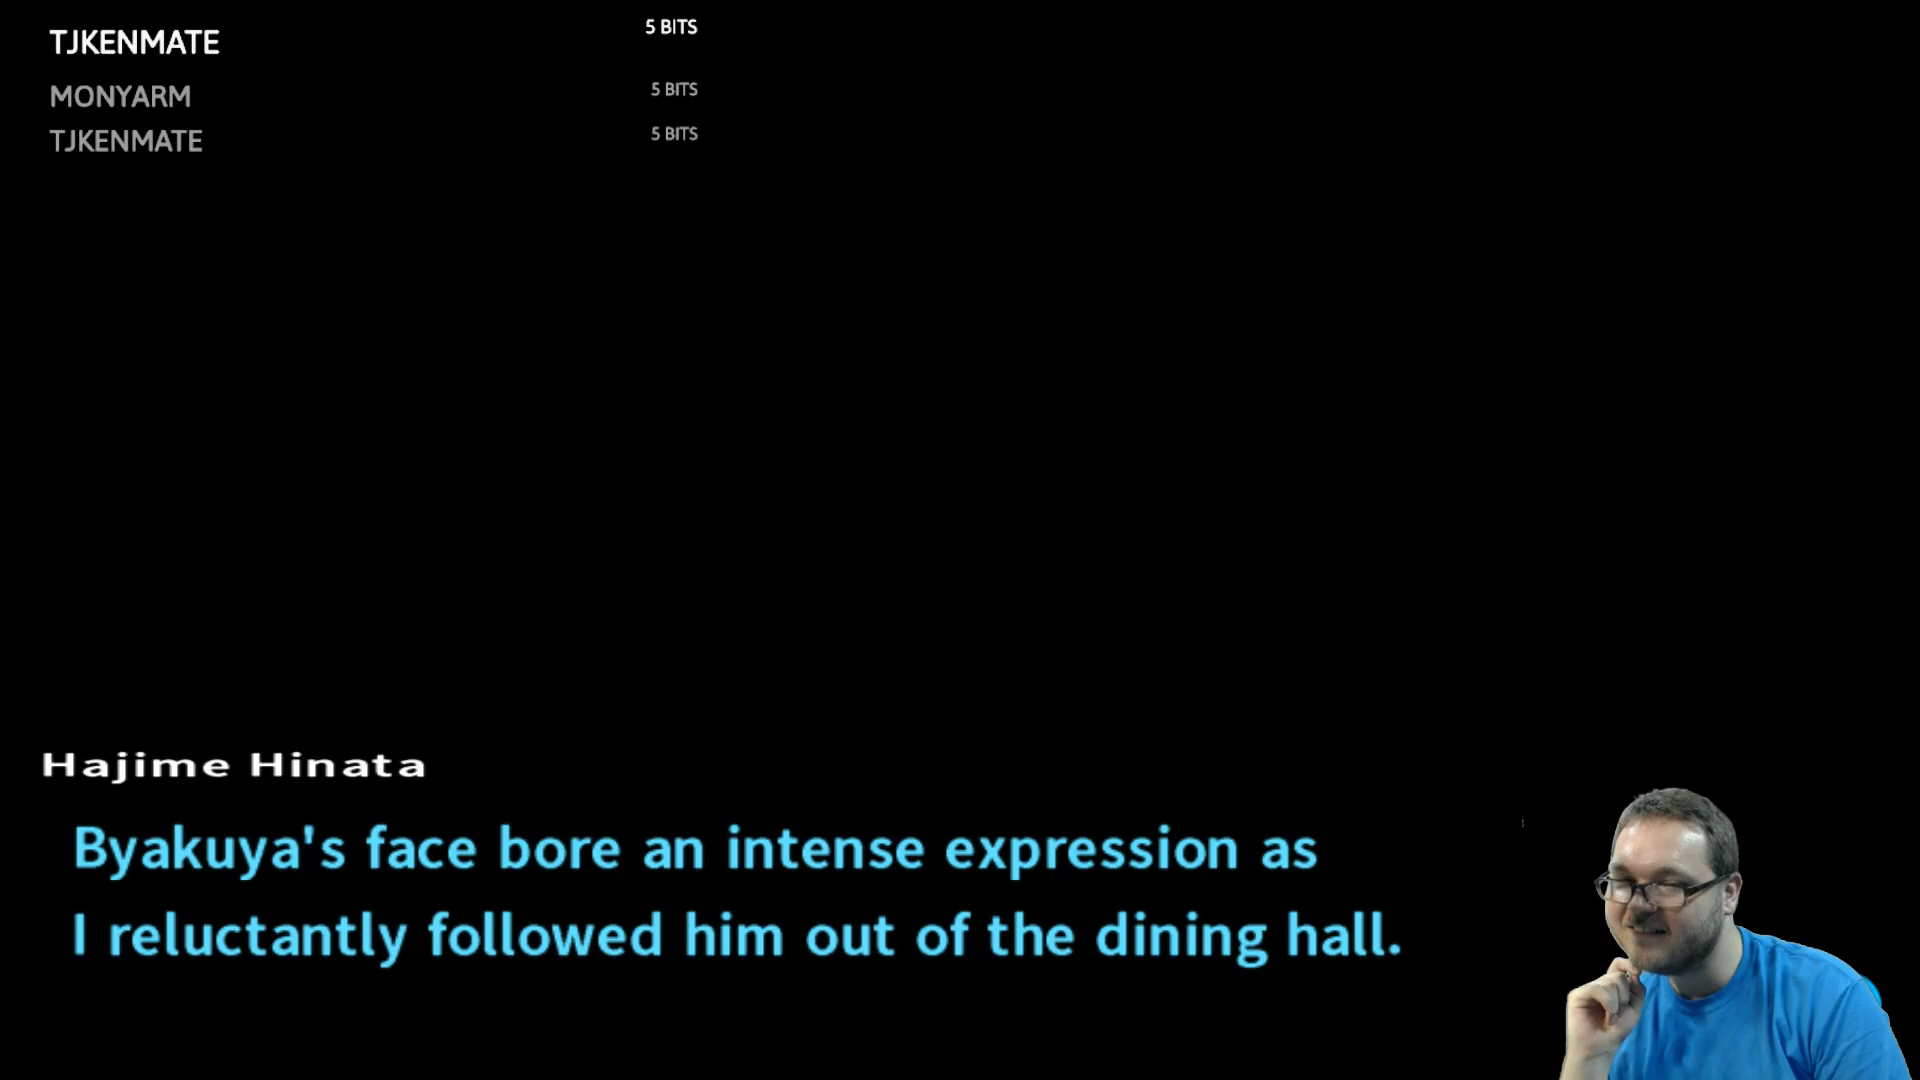 TJKENMATE 5 BITS
MONYARM 5 BITS
TJKENMATE 5 BITS
Hajime Hinata
Byakuya's face bore an intense expression as
I reluctantly followed him out of the dining hall.